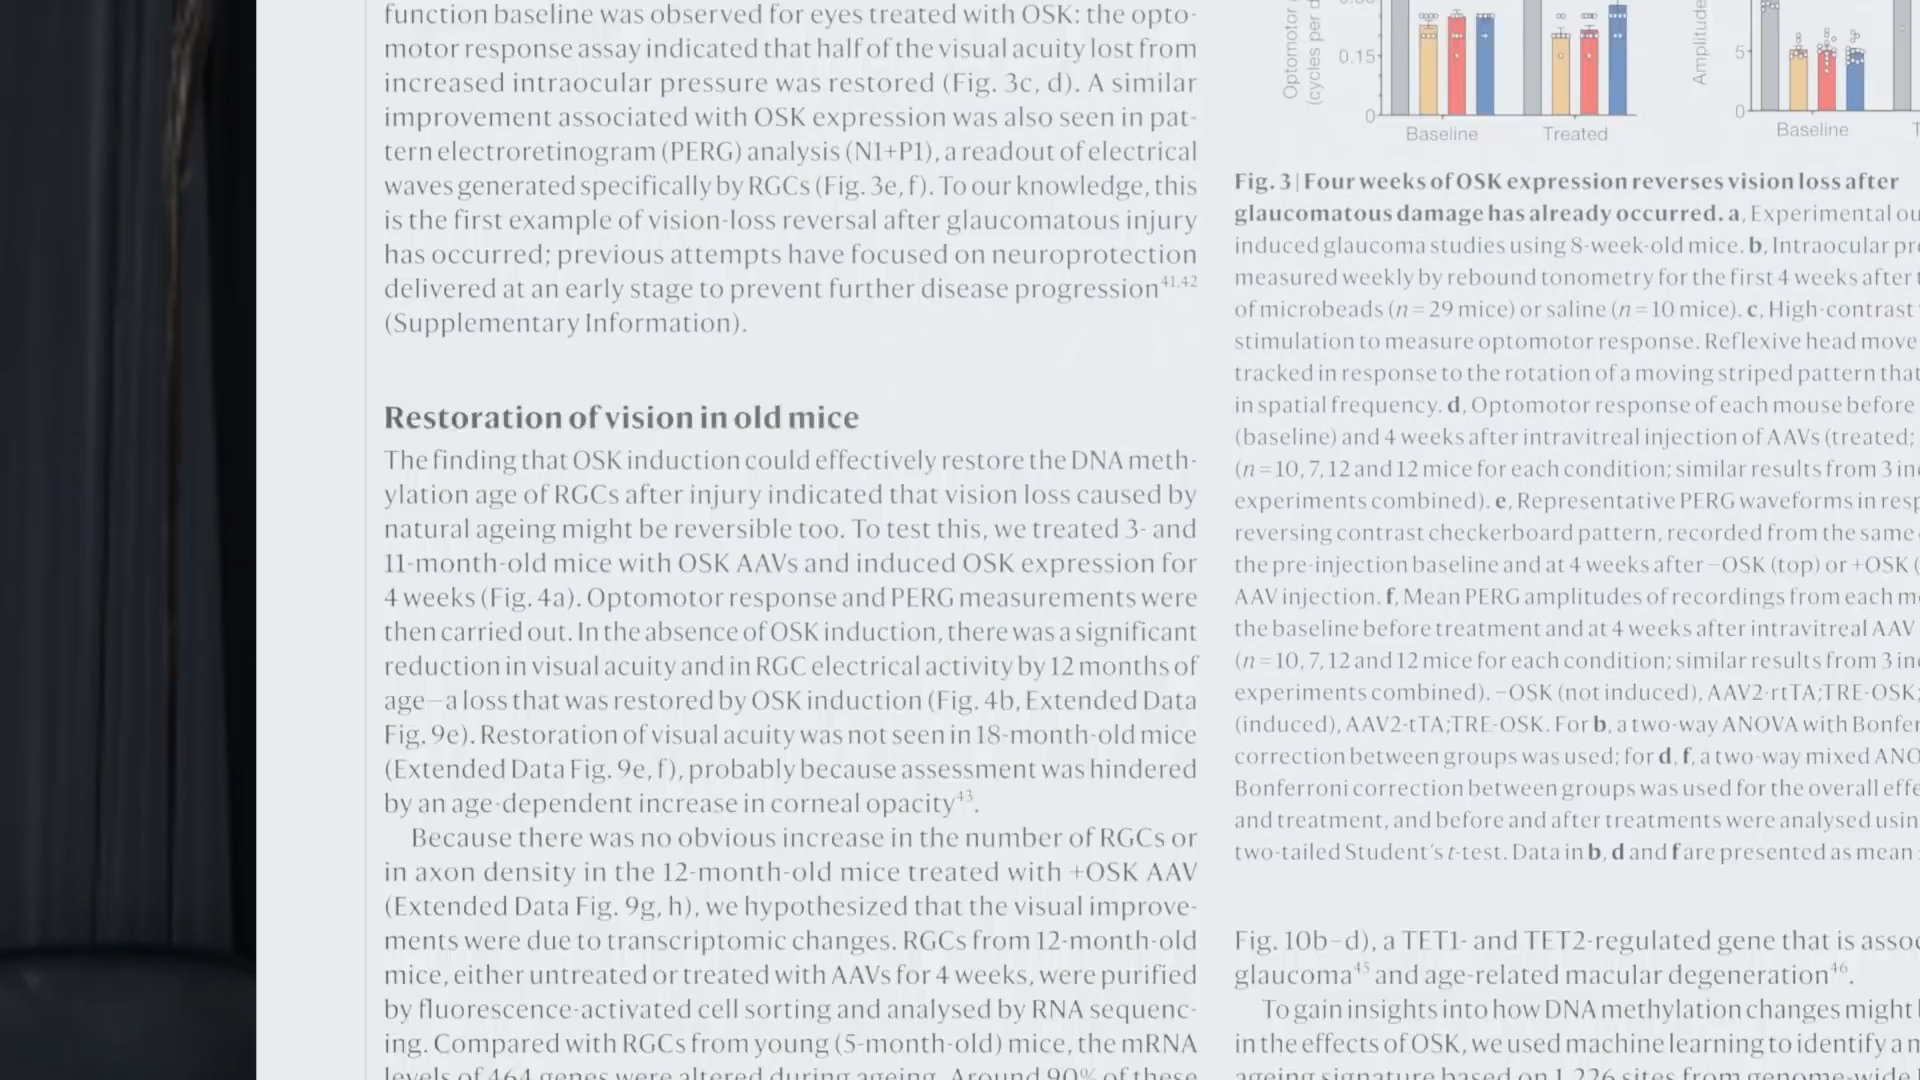 function baseline was observed for eyes treated with OSK: the opto-
motor response assay indicated that half of the visual acuity lost from
increased intraocular pressure was restored (Fig. 3c, d). A similar
improvement associated with OSK expression was also seen in pat-
tern electroretinogram (PERG) analysis (N1+P1), a readout of electrical
waves generated specifically by RGCs (Fig. 3e, f). To our knowledge, this
is the first example of vision-loss reversal after glaucomatous injury
has occurred; previous attempts have focused on neuroprotection
delivered at an early stage to prevent further disease progression41,42
(Supplementary Information).
Restoration of vision in old mice
The finding that OSK induction could effectively restore the DNA meth-
ylation age of RGCs after injury indicated that vision loss caused by
natural ageing might be reversible too. To test this, we treated 3- and
11-month-old mice with OSK AAVs and induced OSK expression for
4 weeks (Fig. 4a). Optomotor response and PERG measurements were
then carried out. In the absence of OSK induction, there was a significant
reduction in visual acuity and in RGC electrical activity by 12 months of
age—a loss that was restored by OSK induction (Fig. 4b, Extended Data
Fig. 9e). Restoration of visual acuity was not seen in 18-month-old mice
(Extended Data Fig. 9e, f), probably because assessment was hindered
by an age-dependent increase in corneal opacity43.
Because there was no obvious increase in the number of RGCs or
in axon density in the 12-month-old mice treated with +OSK AAV
(Extended Data Fig. 9g, h), we hypothesized that the visual improve-
ments were due to transcriptomic changes. RGCs from 12-month-old
mice, either untreated or treated with AAVs for 4 weeks, were purified
by fluorescence-activated cell sorting and analysed by RNA sequenc-
ing. Compared with RGCs from young (5-month-old) mice, the mRNA
levels of 464 genes were altered during ageing. Around 90% of these
Optomotor
(cycles per
0.15
0
Baseline
Treated
Amplitude
5
0
Baseline
Fig. 3 | Four weeks of OSK expression reverses vision loss after
glaucomatous damage has already occurred. a, Experimental
induced glaucoma studies using 8-week-old mice. b, Intraocular
measured weekly by rebound tonometry for the first 4 weeks after
of microbeads (n = 29 mice) or saline (n = 10 mice). c, High-contrast
stimulation to measure optomotor response. Reflexive head
tracked in response to the rotation of a moving striped pattern that
in spatial frequency. d, Optomotor response of each mouse before
(baseline) and 4 weeks after intravitreal injection of AAVs (treated;
(n = 10, 7, 12 and 12 mice for each condition; similar results from 3
experiments combined). e, Representative PERG waveforms in
reversing contrast checkerboard pattern, recorded from the same
the pre-injection baseline and at 4 weeks after −OSK (top) or +OSK (
AAV injection. f, Mean PERG amplitudes of recordings from each
the baseline before treatment and at 4 weeks after intravitreal AAV
(n = 10, 7, 12 and 12 mice for each condition; similar results from 3
experiments combined). −OSK (not induced), AAV2-rtTA;TRE-OSK;
(induced), AAV2-tTA;TRE-OSK. For b, a two-way ANOVA with
correction between groups was used; for d, f, a two-way mixed
Bonferroni correction between groups was used for the overall
and treatment, and before and after treatments were analysed
two-tailed Student's t-test. Data in b, d and f are presented as mean
Fig. 10b–d), a TET1- and TET2-regulated gene that is
glaucoma45 and age-related macular degeneration46.
To gain insights into how DNA methylation changes might
in the effects of OSK, we used machine learning to identify a
ageing signature based on 1,226 sites from genome-wide